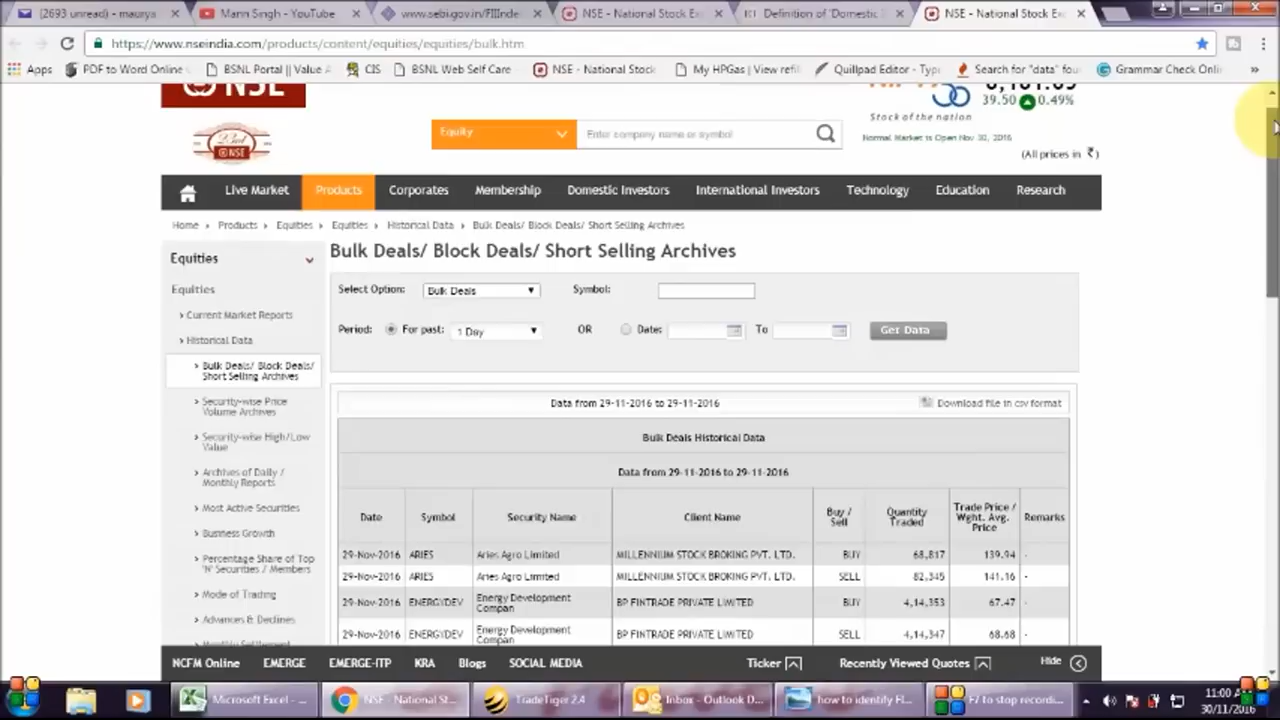 (2693 unread) - maurya
Mann Singh - YouTube
www.sebi.gov.in/FIIInde
NSE - National Stock Ex
Definition of 'Domestic
NSE - National Stock Ex
https://www.nseindia.com/products/content/equities/equities/bulk.htm
Apps
PDF to Word Online
BSNL Portal || Value A
CIS
BSNL Web Self Care
NSE - National Stock
My HPGas | View refil
Quillpad Editor - Typ
Search for "data" fou
Grammar Check Onli
»
NSE
39.50 0.49%
Stock of the nation
Normal Market is Open Nov 30, 2016
(All prices in ₹)
NSE
Equity
Enter company name or symbol
Live Market
Products
Corporates
Membership
Domestic Investors
International Investors
Technology
Education
Research
Home › Products › Equities › Equities › Historical Data › Bulk Deals/ Block Deals/ Short Selling Archives
Equities
Equities
› Current Market Reports
› Historical Data
› Bulk Deals/ Block Deals/
Short Selling Archives
› Security-wise Price
Volume Archives
› Security-wise High/Low
Value
› Archives of Daily /
Monthly Reports
› Most Active Securities
› Business Growth
› Percentage Share of Top
'N' Securities / Members
› Mode of Trading
› Advances & Declines
› Monthly Settlement
Bulk Deals/ Block Deals/ Short Selling Archives
Select Option: Bulk Deals Symbol:
Period: For past: 1 Day OR Date: To Get Data
Data from 29-11-2016 to 29-11-2016 Download file in csv format
Bulk Deals Historical Data
Data from 29-11-2016 to 29-11-2016
Date Symbol Security Name Client Name Buy / Sell Quantity Traded Trade Price / Wght. Avg. Price Remarks
29-Nov-2016 ARIES Aries Agro Limited MILLENNIUM STOCK BROKING PVT. LTD. BUY 68,817 139.94 -
29-Nov-2016 ARIES Aries Agro Limited MILLENNIUM STOCK BROKING PVT. LTD. SELL 82,345 141.16 -
29-Nov-2016 ENERGYDEV Energy Development Compan BP FINTRADE PRIVATE LIMITED BUY 4,14,353 67.47 -
29-Nov-2016 ENERGYDEV Energy Development Compan BP FINTRADE PRIVATE LIMITED SELL 4,14,347 68.68 -
NCFM Online
EMERGE
EMERGE-ITP
KRA
Blogs
SOCIAL MEDIA
Ticker
Recently Viewed Quotes
Hide
Microsoft Excel - ...
NSE - National St...
TradeTiger 2.4
Inbox - Outlook D...
how to identify FI...
F7 to stop recordi...
11:00
30/11/2016